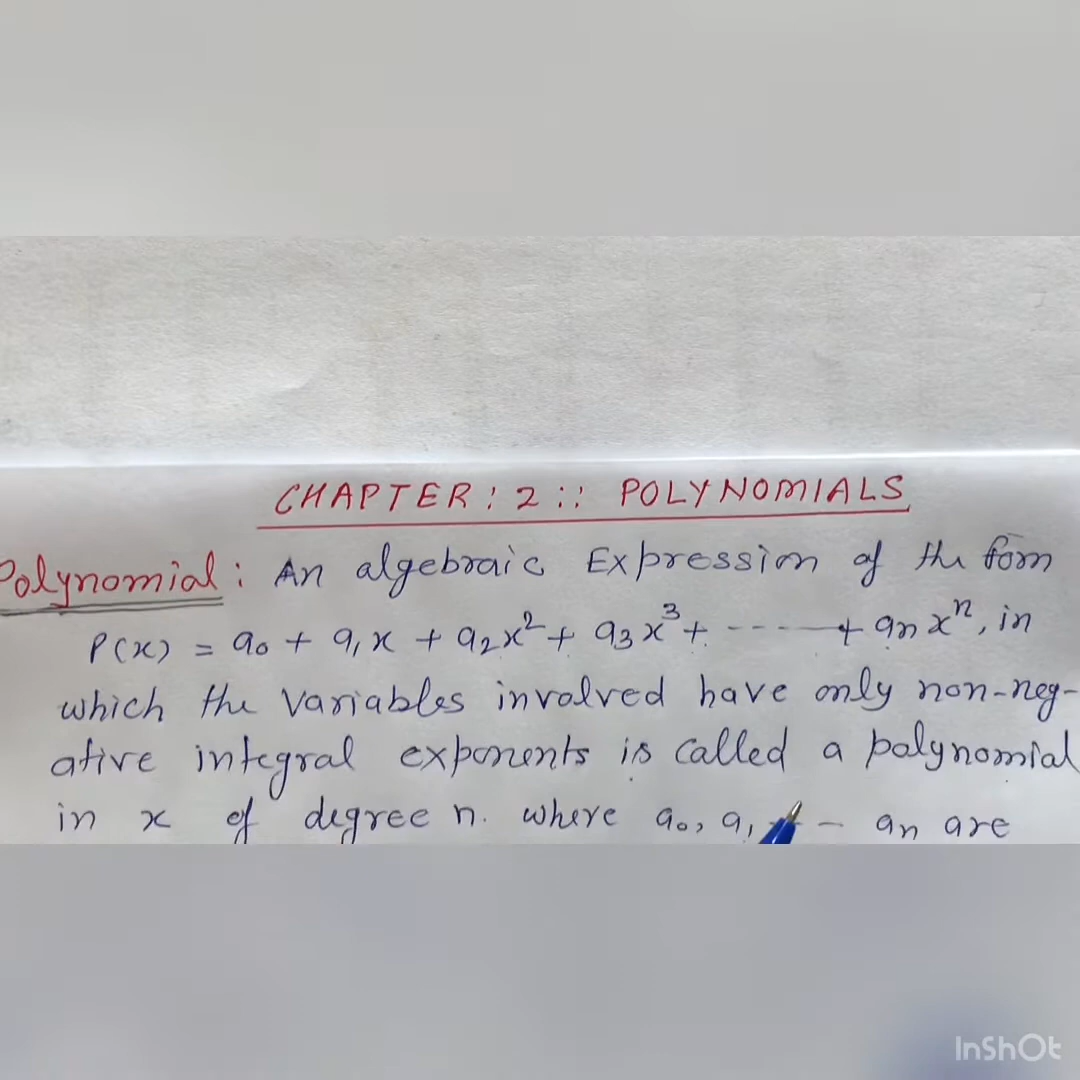 CHAPTER: 2 :: POLYNOMIALS
Polynomial: An algebraic Expression of the form
P(x) = a₀ + a₁x + a₂x² + a₃x³ + ------ + aₙxⁿ, in
which the variables involved have only non-neg-
ative integral exponents is called a polynomial
in x of degree n. where a₀, a₁ - - aₙ are
InShOt